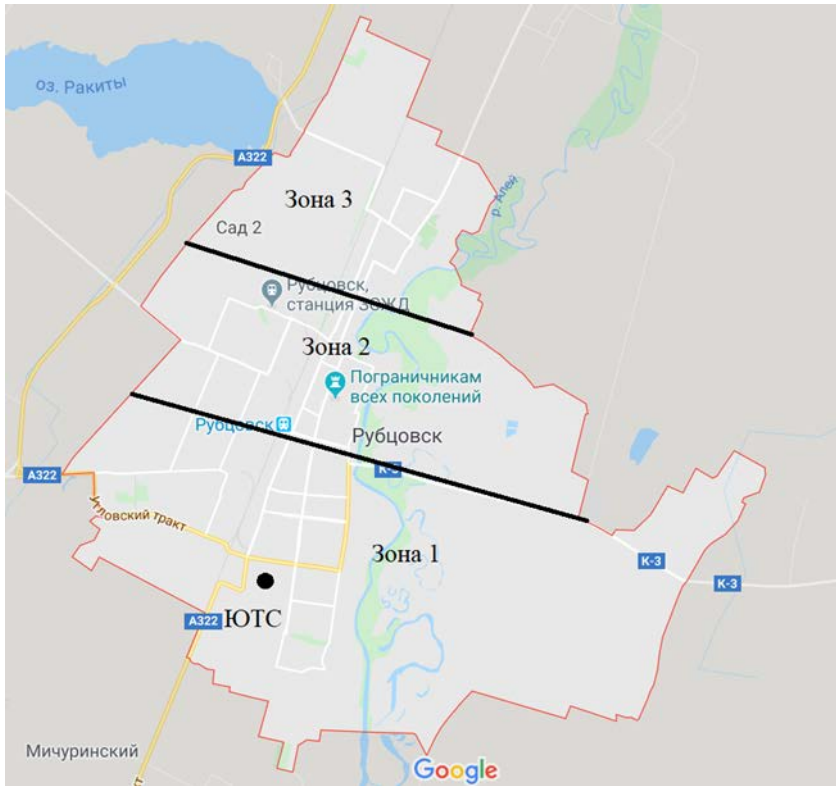 оз. Ракиты
А322
Зона 3
р. Алей
Сад 2
Рубцовск,
станция ЗСЖД
Зона 2
Пограничникам
всех поколений
Рубцовск
Рубцовск
К-3
А322
Угловский тракт
Зона 1
К-3
К-3
ЮТС
А322
Мичуринский
Google